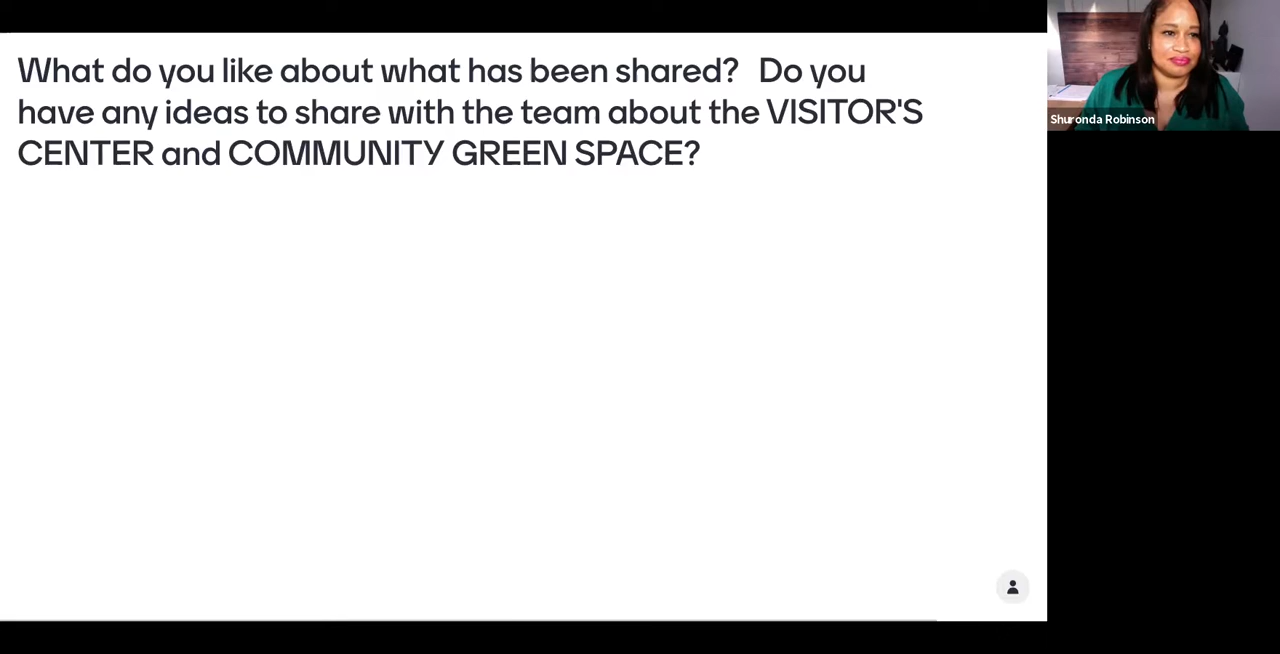 What do you like about what has been shared?   Do you
have any ideas to share with the team about the VISITOR'S
CENTER and COMMUNITY GREEN SPACE?
Shuronda Robinson